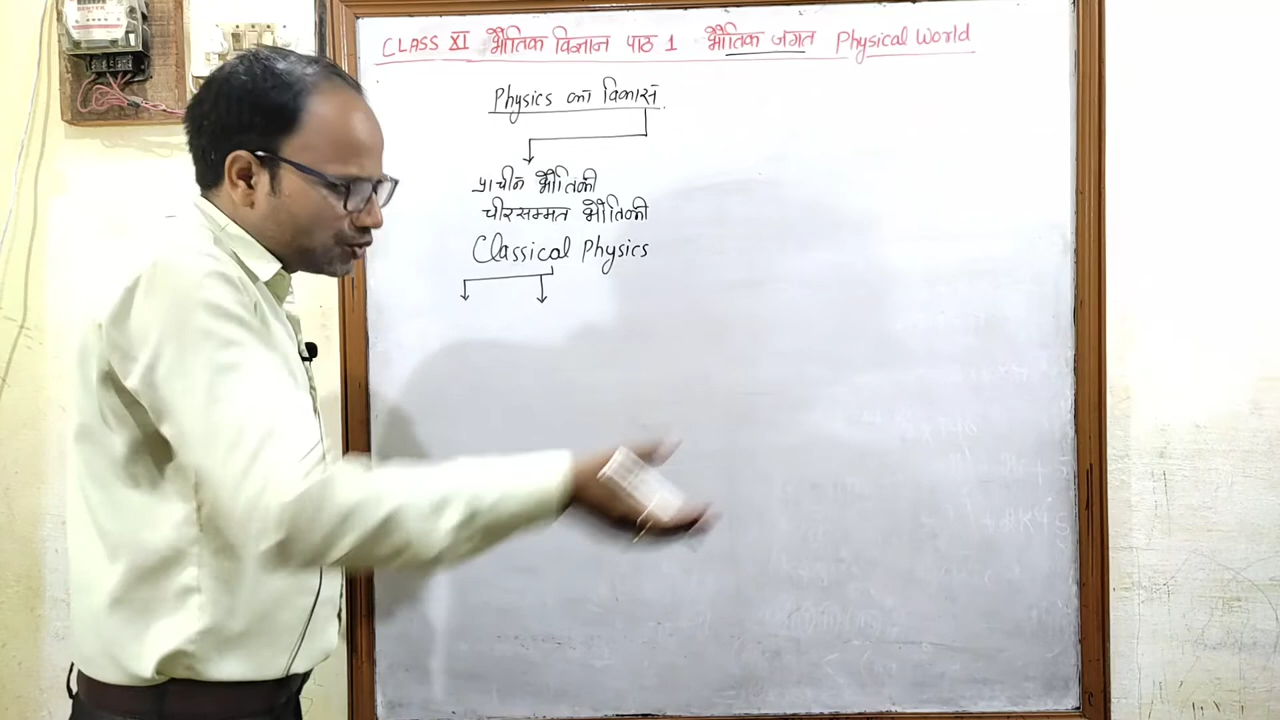 CLASS XI भौतिक विज्ञान पाठ 1 भौतिक जगत Physical World
Physics का विकास
प्राचीन भौतिकी
चीरसम्मत भौतिकी
Classical Physics